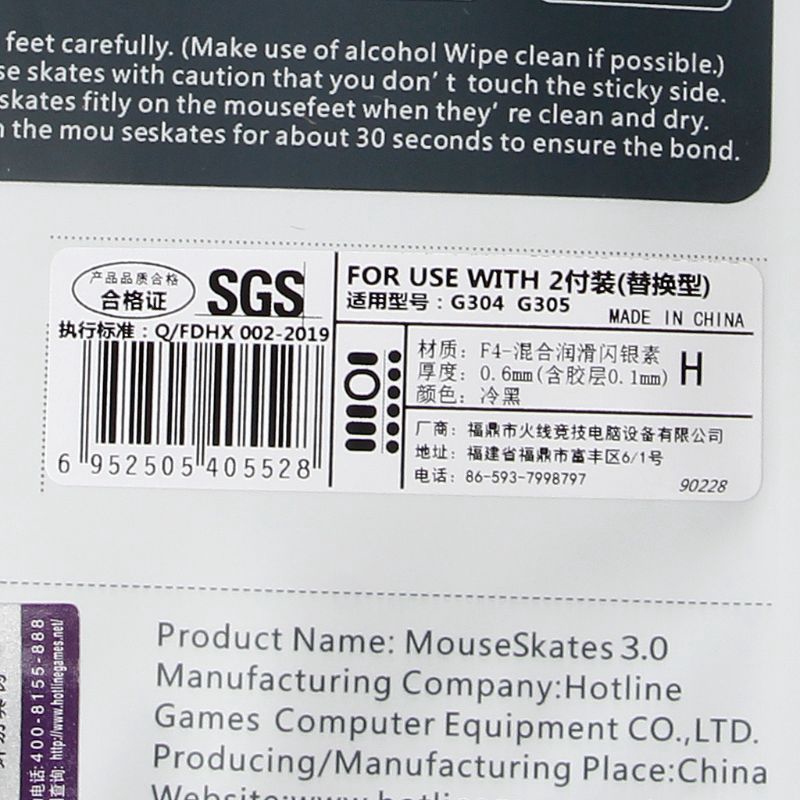 feet carefully. (Make use of alcohol Wipe clean if possible.)
se skates with caution that you don't touch the sticky side.
skates fitly on the mousefeet when they're clean and dry.
the mou seskates for about 30 seconds to ensure the bond.
产品品质合格
合格证
SGS
执行标准：Q/FDHX 002-2019
6 952505 405528
FOR USE WITH 2付装(替换型)
适用型号：G304 G305
MADE IN CHINA
材质：F4-混合润滑闪银素
厚度：0.6mm(含胶层0.1mm)
颜色：冷黑
H
厂商：福鼎市火线竞技电脑设备有限公司
地址：福建省福鼎市富丰区6/1号
电话：86-593-7998797
90228
电话:400-8155-888
查询: http://www.hotlinegames.net/
Product Name: MouseSkates 3.0
Manufacturing Company:Hotline
Games Computer Equipment CO.,LTD.
Producing/Manufacturing Place:China